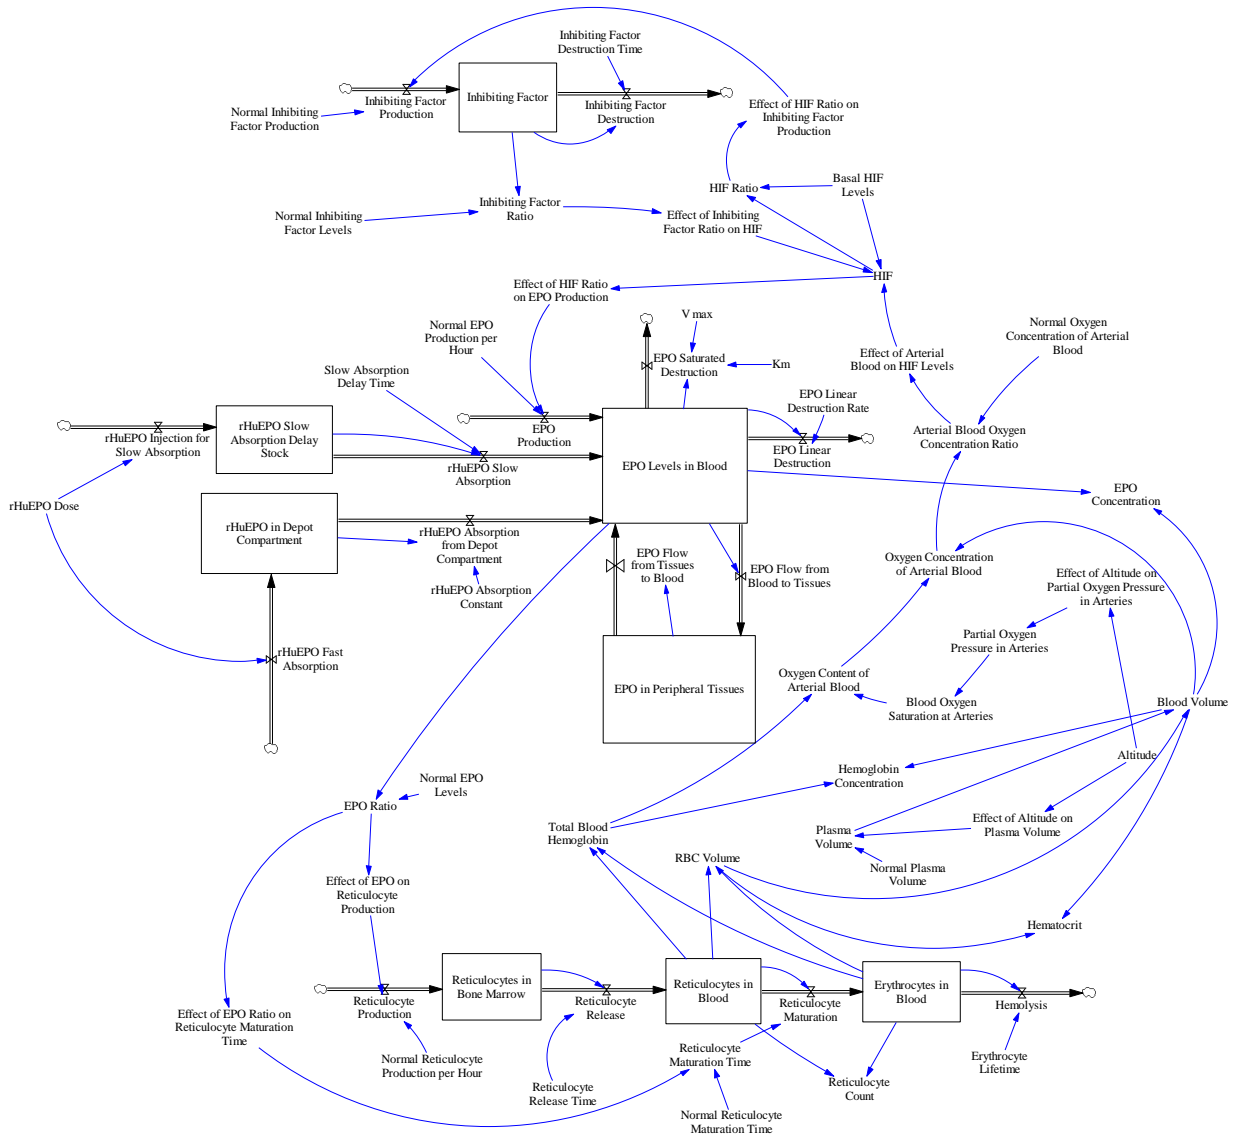 Inhibiting Factor
Destruction Time
Inhibiting Factor
Inhibiting Factor
Production
Inhibiting Factor
Destruction
Normal Inhibiting
Factor Production
Effect of HIF Ratio on
Inhibiting Factor
Production
HIF Ratio
Basal HIF
Levels
Normal Inhibiting
Factor Levels
Inhibiting Factor
Ratio
Effect of Inhibiting
Factor Ratio on HIF
HIF
Effect of HIF Ratio
on EPO Production
V max
Normal EPO
Production per
Hour
Normal Oxygen
Concentration of Arterial
Blood
EPO Saturated
Destruction
Km
Effect of Arterial
Blood on HIF Levels
Slow Absorption
Delay Time
EPO Linear
Destruction Rate
rHuEPO Injection for
Slow Absorption
rHuEPO Slow
Absorption Delay
Stock
EPO
Production
Arterial Blood Oxygen
Concentration Ratio
rHuEPO Slow
Absorption
EPO Levels in Blood
EPO Linear
Destruction
EPO
Concentration
rHuEPO Dose
rHuEPO in Depot
Compartment
rHuEPO Absorption
from Depot
Compartment
EPO Flow
from Tissues
to Blood
EPO Flow from
Blood to Tissues
Oxygen Concentration
of Arterial Blood
Effect of Altitude on
Partial Oxygen Pressure
in Arteries
rHuEPO Absorption
Constant
Partial Oxygen
Pressure in Arteries
rHuEPO Fast
Absorption
EPO in Peripheral Tissues
Oxygen Content of
Arterial Blood
Blood Oxygen
Saturation at Arteries
Blood Volume
Altitude
Hemoglobin
Concentration
Normal EPO
Levels
EPO Ratio
Total Blood
Hemoglobin
Plasma
Volume
Effect of Altitude on
Plasma Volume
RBC Volume
Normal Plasma
Volume
Effect of EPO on
Reticulocyte
Production
Hematocrit
Reticulocytes in
Bone Marrow
Reticulocytes in
Blood
Erythrocytes in
Blood
Reticulocyte
Production
Reticulocyte
Release
Reticulocyte
Maturation
Hemolysis
Effect of EPO Ratio on
Reticulocyte Maturation
Time
Normal Reticulocyte
Production per Hour
Reticulocyte
Release Time
Reticulocyte
Maturation Time
Reticulocyte
Count
Erythrocyte
Lifetime
Normal Reticulocyte
Maturation Time